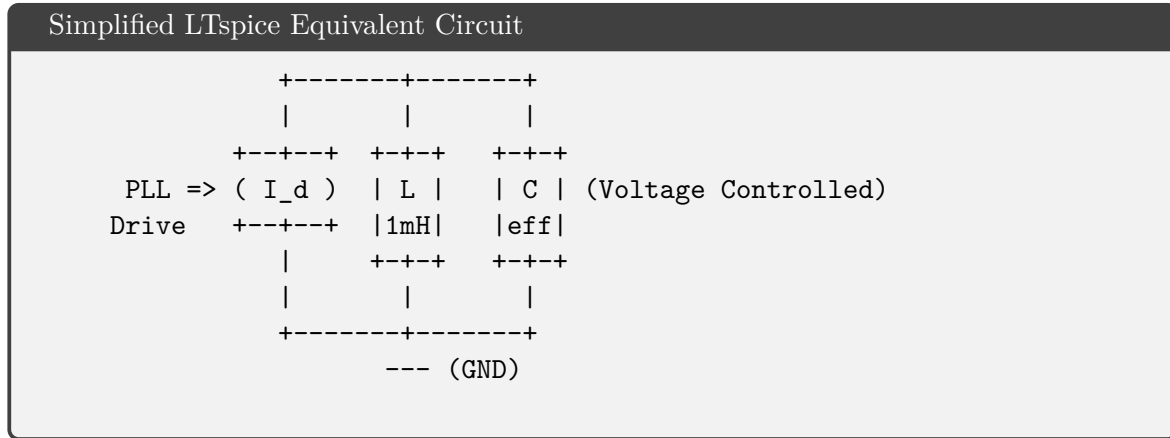 Simplified LTspice Equivalent Circuit
              +-------+-------+
              |       |       |
           +--+--+  +-+-+   +-+-+
    PLL => ( I_d )  | L |   | C | (Voltage Controlled)
   Drive   +--+--+  |1mH|   |eff|
              |     +-+-+   +-+-+
              |       |       |
              +-------+-------+
                     --- (GND)